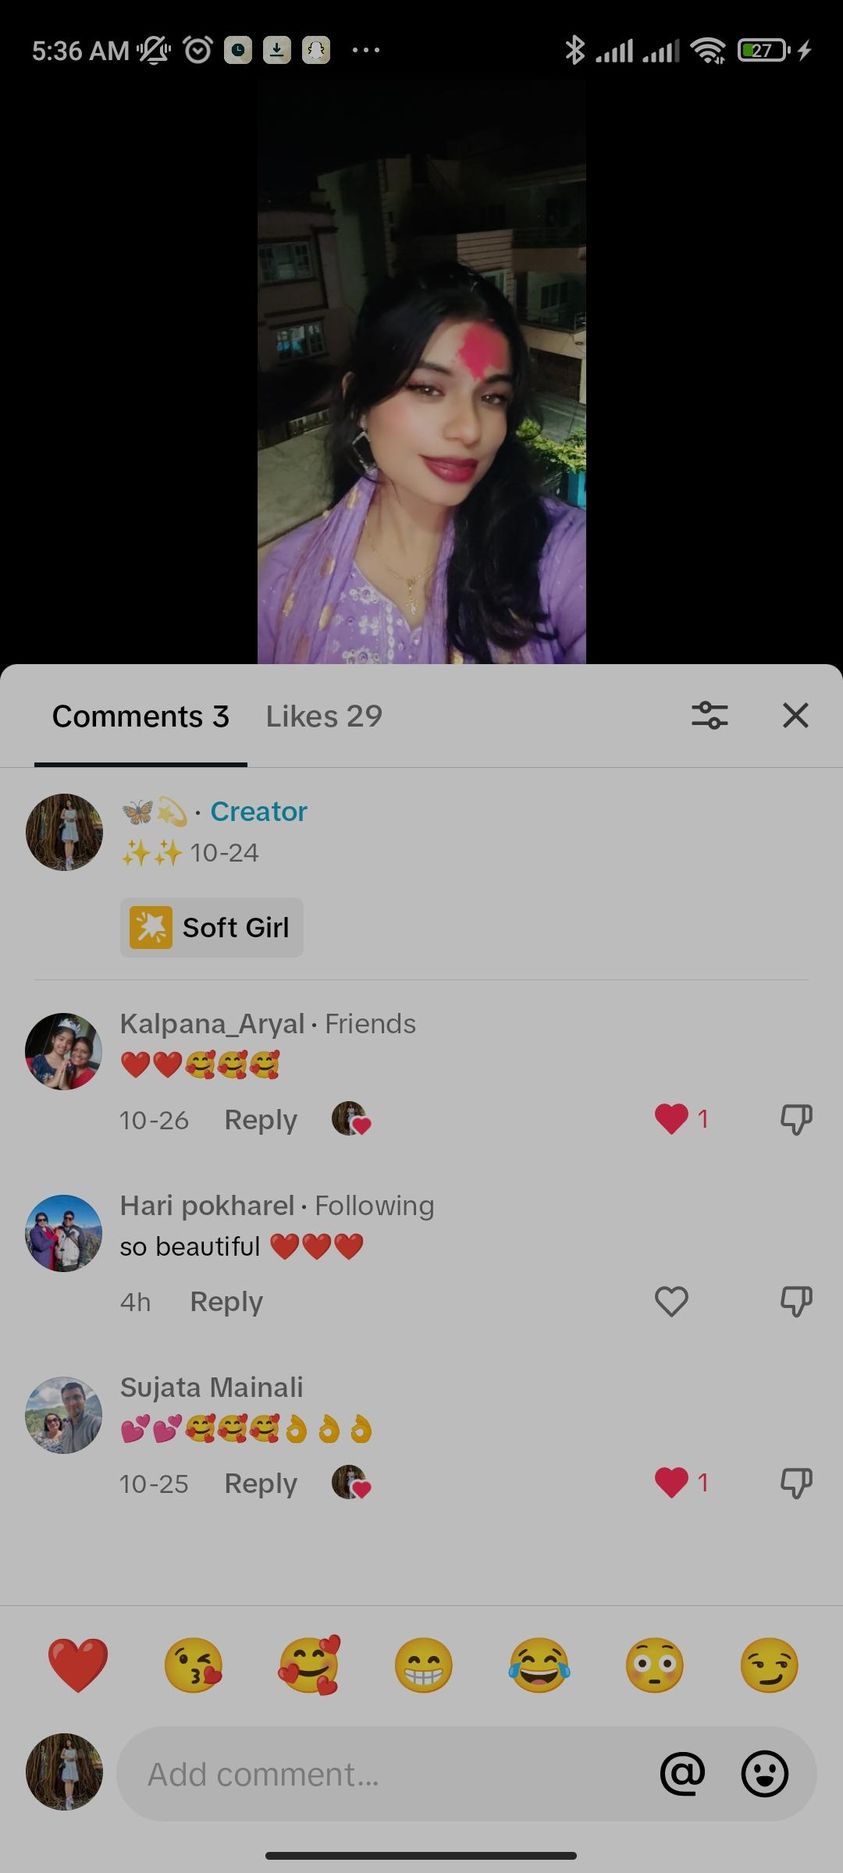 5:36 AM
27
Comments 3
Likes 29
🦋💫 · Creator
✨✨ 10-24
Soft Girl
Kalpana_Aryal · Friends
❤️❤️🥰🥰🥰
10-26 Reply
1
Hari pokharel · Following
so beautiful ❤️❤️❤️
4h Reply
Sujata Mainali
💕💕🥰🥰🥰👌👌👌
10-25 Reply
1
Add comment...
@